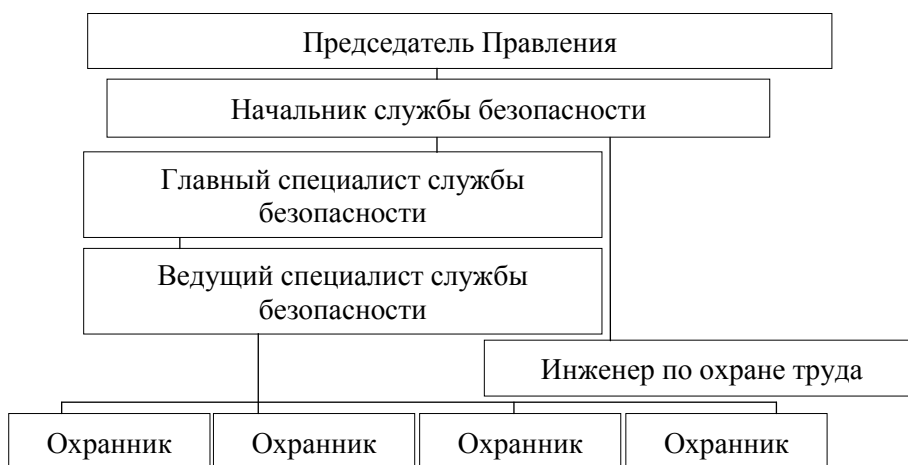 Председатель Правления
Начальник службы безопасности
Главный специалист службы
безопасности
Ведущий специалист службы
безопасности
Инженер по охране труда
Охранник
Охранник
Охранник
Охранник